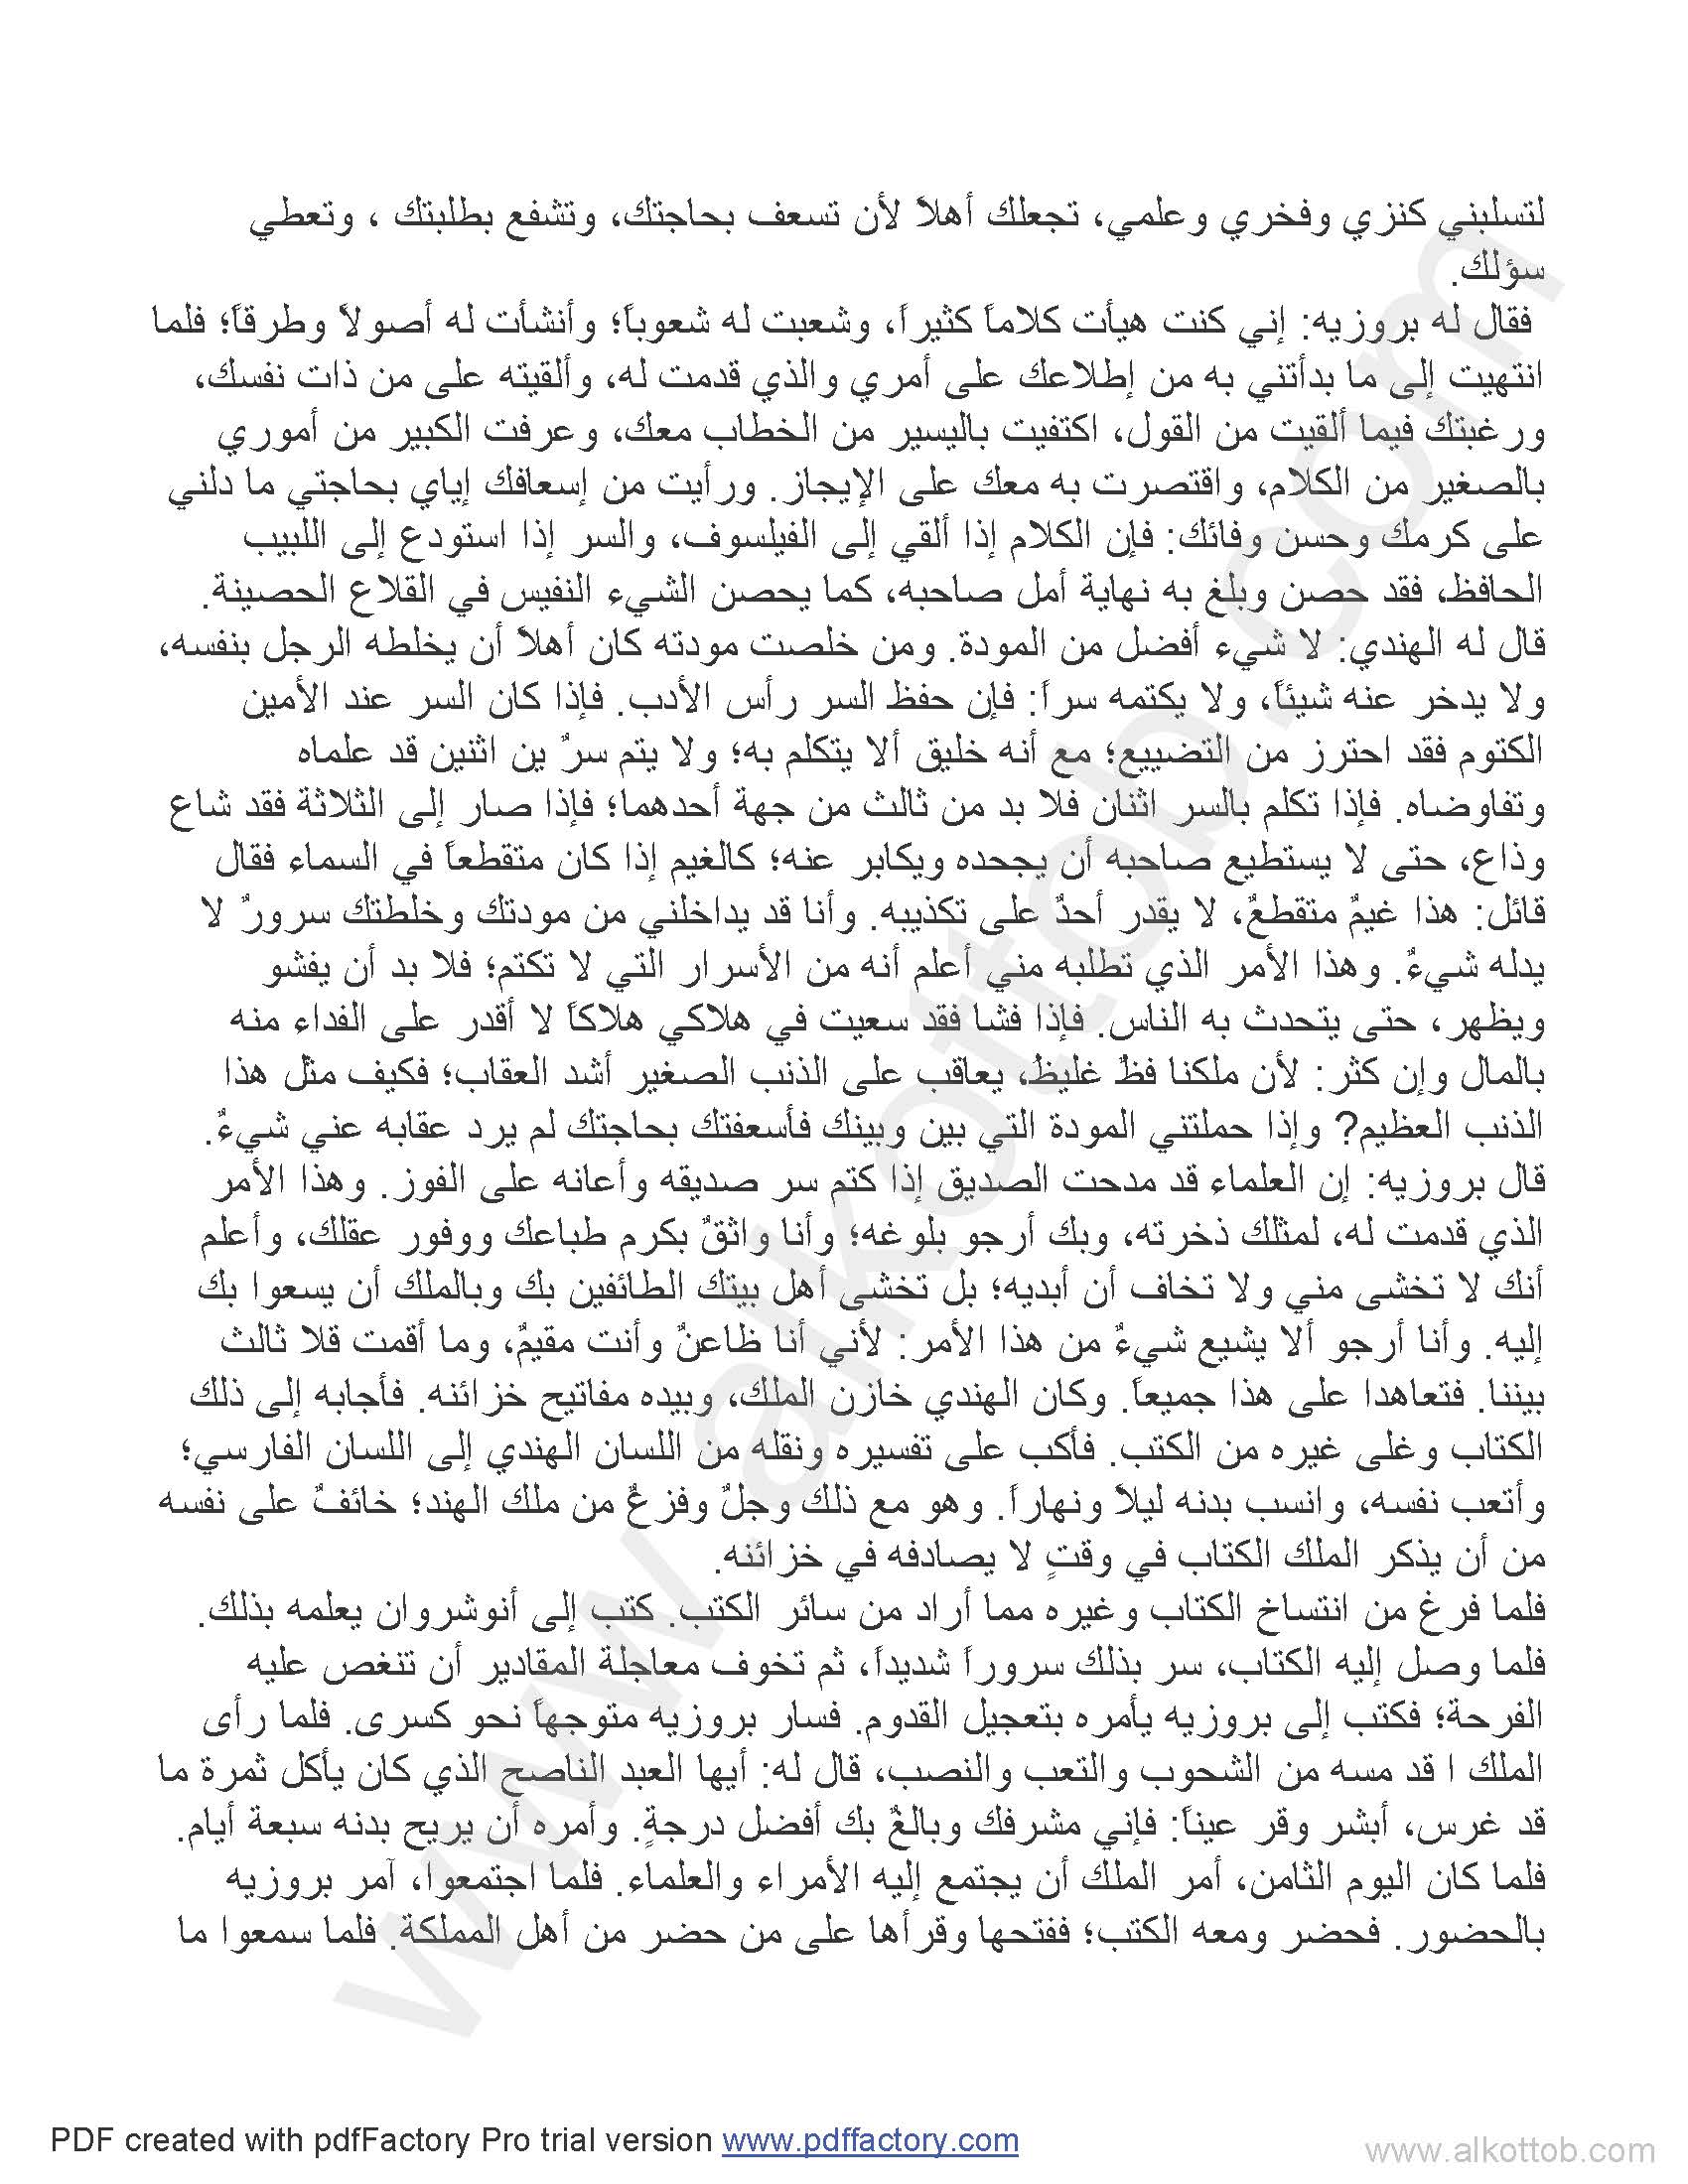 لتسلبني كنزي وفخري وعلمي، تجعلك أهلاً لأن تسعف بحاجتك، وتشفع بطلبتك ، وتعطي
سؤلك.
فقال له بروزيه: إني كنت هيأت كلاماً كثيراً، وشعبت له شعوباً؛ وأنشأت له أصولاً وطرقاً؛ فلما
انتهيت إلى ما بدأتني به من إطلاعك على أمري والذي قدمت له، وألقيته على من ذات نفسك،
ورغبتك فيما ألقيت من القول، اكتفيت باليسير من الخطاب معك، وعرفت الكبير من أموري
بالصغير من الكلام، واقتصرت به معك على الإيجاز. ورأيت من إسعافك إياي بحاجتي ما دلني
على كرمك وحسن وفائك: فإن الكلام إذا ألقي إلى الفيلسوف، والسر إذا استودع إلى اللبيب
الحافظ، فقد حصن وبلغ به نهاية أمل صاحبه، كما يحصن الشيء النفيس في القلاع الحصينة.
قال له الهندي: لا شيء أفضل من المودة. ومن خلصت مودته كان أهلاً أن يخلطه الرجل بنفسه،
ولا يدخر عنه شيئاً، ولا يكتمه سراً: فإن حفظ السر رأس الأدب. فإذا كان السر عند الأمين
الكتوم فقد احترز من التضييع؛ مع أنه خليق ألا يتكلم به؛ ولا يتم سرٌ ين اثنين قد علماه
وتفاوضاه. فإذا تكلم بالسر اثنان فلا بد من ثالث من جهة أحدهما؛ فإذا صار إلى الثلاثة فقد شاع
وذاع، حتى لا يستطيع صاحبه أن يجحده ويكابر عنه؛ كالغيم إذا كان متقطعاً في السماء فقال
قائل: هذا غيمٌ متقطعٌ، لا يقدر أحدٌ على تكذيبه. وأنا قد يداخلني من مودتك وخلطتك سرورٌ لا
يدله شيءٌ. وهذا الأمر الذي تطلبه مني أعلم أنه من الأسرار التي لا تكتم؛ فلا بد أن يفشو
ويظهر، حتى يتحدث به الناس. فإذا فشا فقد سعيت في هلاكي هلاكاً لا أقدر على الفداء منه
بالمال وإن كثر: لأن ملكنا فظٌ غليظُ، يعاقب على الذنب الصغير أشد العقاب؛ فكيف مثل هذا
الذنب العظيم? وإذا حملتني المودة التي بين وبينك فأسعفتك بحاجتك لم يرد عقابه عني شيءٌ.
قال بروزيه: إن العلماء قد مدحت الصديق إذا كتم سر صديقه وأعانه على الفوز. وهذا الأمر
الذي قدمت له، لمثلك ذخرته، وبك أرجو بلوغه؛ وأنا واثقٌ بكرم طباعك ووفور عقلك، وأعلم
أنك لا تخشى مني ولا تخاف أن أبديه؛ بل تخشى أهل بيتك الطائفين بك وبالملك أن يسعوا بك
إليه. وأنا أرجو ألا يشيع شيءٌ من هذا الأمر: لأني أنا ظاعنٌ وأنت مقيمٌ، وما أقمت قلا ثالث
بيننا. فتعاهدا على هذا جميعاً. وكان الهندي خازن الملك، وبيده مفاتيح خزائنه. فأجابه إلى ذلك
الكتاب وغلى غيره من الكتب. فأكب على تفسيره ونقله من اللسان الهندي إلى اللسان الفارسي؛
وأتعب نفسه، وانسب بدنه ليلاً ونهاراً. وهو مع ذلك وجلٌ وفزعٌ من ملك الهند؛ خائفٌ على نفسه
من أن يذكر الملك الكتاب في وقتٍ لا يصادفه في خزائنه.
فلما فرغ من انتساخ الكتاب وغيره مما أراد من سائر الكتب. كتب إلى أنوشروان يعلمه بذلك.
فلما وصل إليه الكتاب، سر بذلك سروراً شديداً، ثم تخوف معاجلة المقادير أن تنغص عليه
الفرحة؛ فكتب إلى بروزيه يأمره بتعجيل القدوم. فسار بروزيه متوجهاً نحو كسرى. فلما رأى
الملك ا قد مسه من الشحوب والتعب والنصب، قال له: أيها العبد الناصح الذي كان يأكل ثمرة ما
قد غرس، أبشر وقر عيناً: فإني مشرفك وبالغٌ بك أفضل درجةٍ. وأمره أن يريح بدنه سبعة أيام.
فلما كان اليوم الثامن، أمر الملك أن يجتمع إليه الأمراء والعلماء. فلما اجتمعوا، آمر بروزيه
بالحضور. فحضر ومعه الكتب؛ ففتحها وقرأها على من حضر من أهل المملكة. فلما سمعوا ما
PDF created with pdfFactory Pro trial version www.pdffactory.com
www.alkottob.com
www.alkottob.com